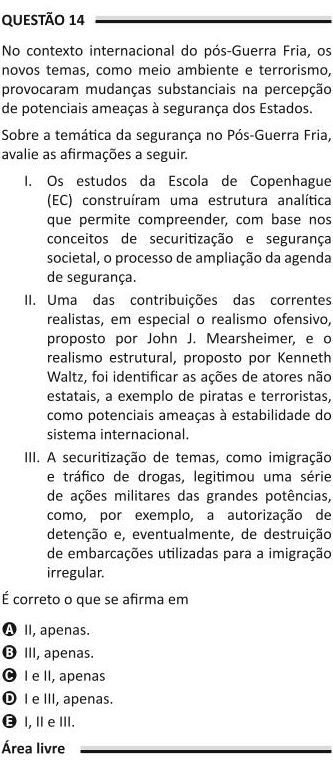 QUESTÃO 14
No contexto internacional do pós-Guerra Fria, os
novos temas, como meio ambiente e terrorismo,
provocaram mudanças substanciais na percepção
de potenciais ameaças à segurança dos Estados.
Sobre a temática da segurança no Pós-Guerra Fria,
avalie as afirmações a seguir.
I. Os estudos da Escola de Copenhague
(EC) construíram uma estrutura analítica
que permite compreender, com base nos
conceitos de securitização e segurança
societal, o processo de ampliação da agenda
de segurança.
II. Uma das contribuições das correntes
realistas, em especial o realismo ofensivo,
proposto por John J. Mearsheimer, e o
realismo estrutural, proposto por Kenneth
Waltz, foi identificar as ações de atores não
estatais, a exemplo de piratas e terroristas,
como potenciais ameaças à estabilidade do
sistema internacional.
III. A securitização de temas, como imigração
e tráfico de drogas, legitimou uma série
de ações militares das grandes potências,
como, por exemplo, a autorização de
detenção e, eventualmente, de destruição
de embarcações utilizadas para a imigração
irregular.
É correto o que se afirma em
A II, apenas.
B III, apenas.
C I e II, apenas
D I e III, apenas.
E I, II e III.
Área livre